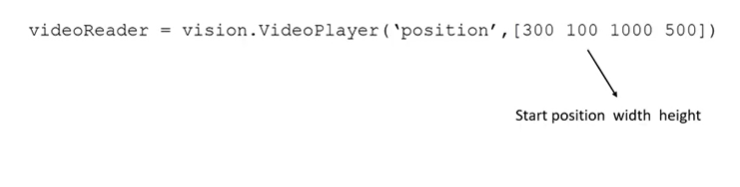 videoReader = vision.VideoPlayer(‘position’,[300 100 1000 500])
Start position width height